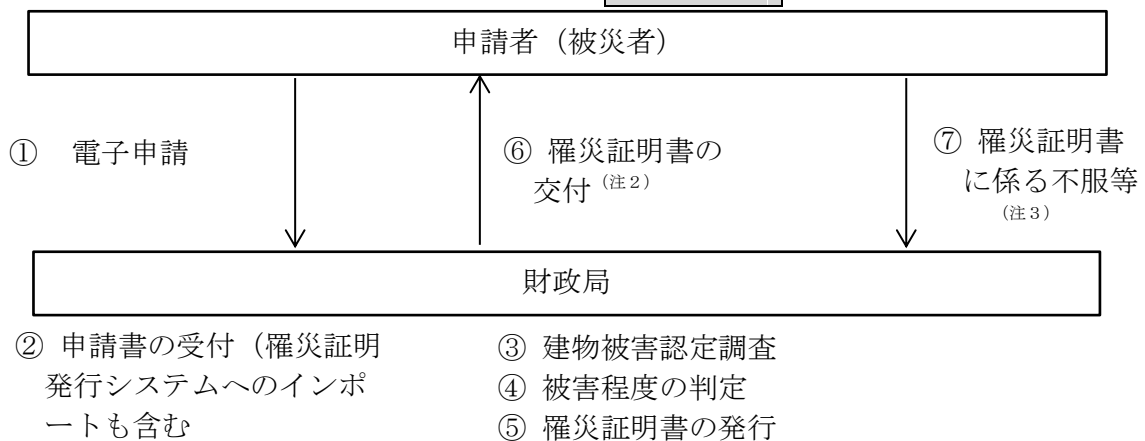 申請者（被災者）
① 電子申請
⑥ 罹災証明書の
交付（注２）
⑦ 罹災証明書
に係る不服等
（注３）
財政局
② 申請書の受付（罹災証明
発行システムへのインポ
ートも含む
③ 建物被害認定調査
④ 被害程度の判定
⑤ 罹災証明書の発行